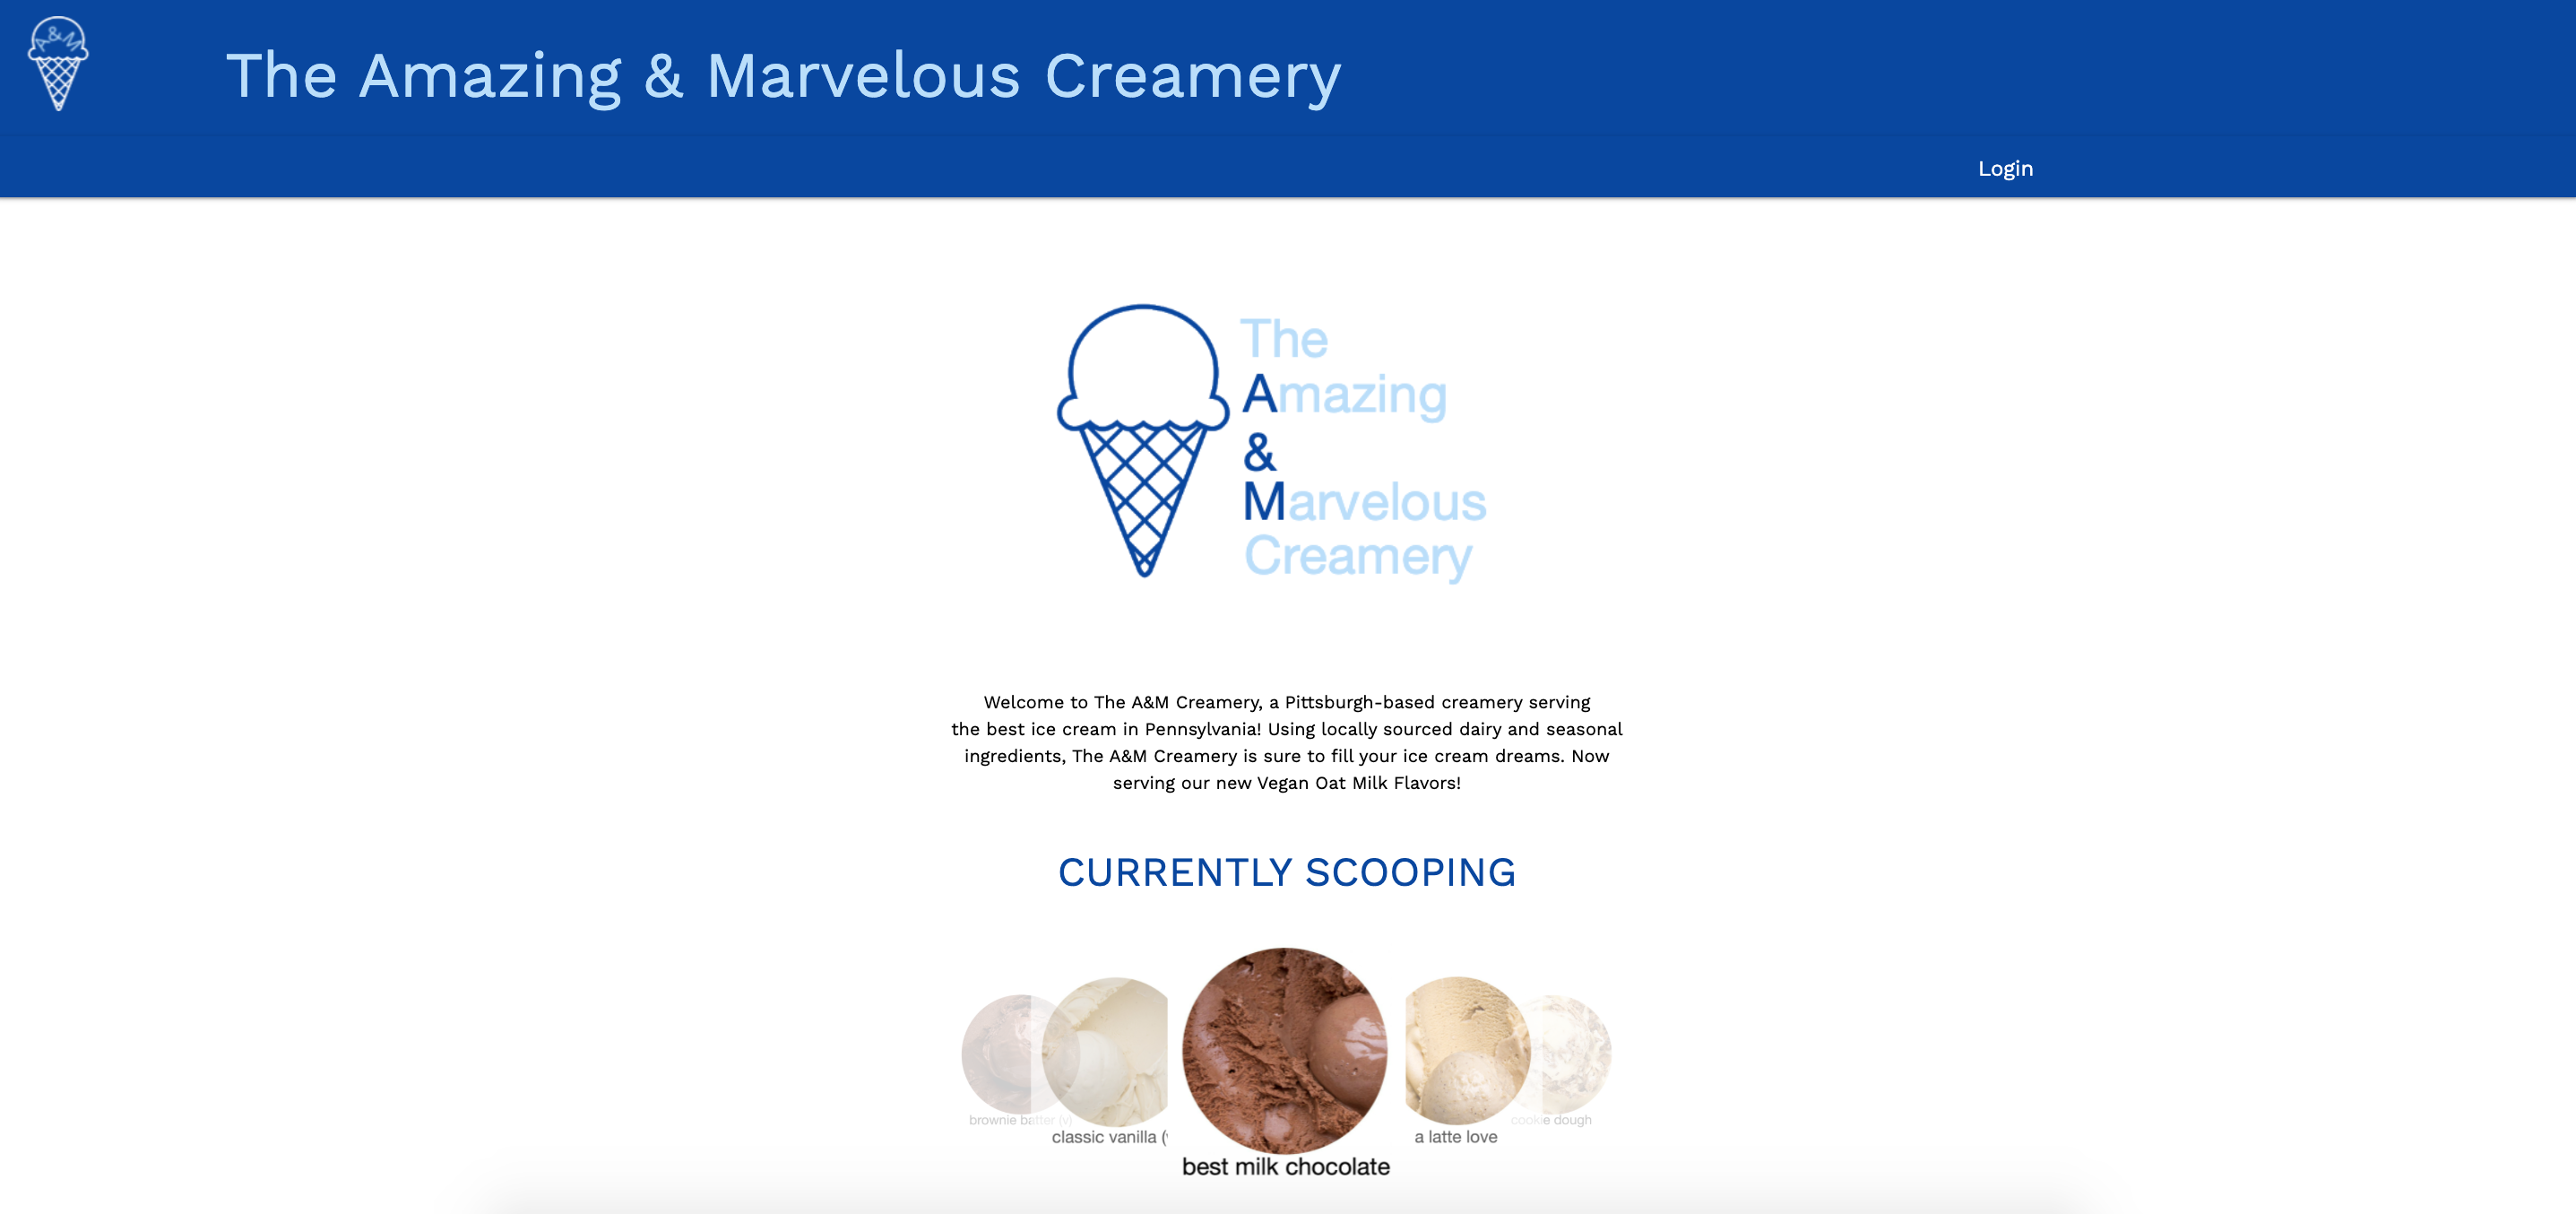 A&M
The Amazing & Marvelous Creamery
Login
The
Amazing
&
Marvelous
Creamery
Welcome to The A&M Creamery, a Pittsburgh-based creamery serving
the best ice cream in Pennsylvania! Using locally sourced dairy and seasonal
ingredients, The A&M Creamery is sure to fill your ice cream dreams. Now
serving our new Vegan Oat Milk Flavors!
CURRENTLY SCOOPING
brownie batter (v)
classic vanilla (
best milk chocolate
a latte love
cookie dough